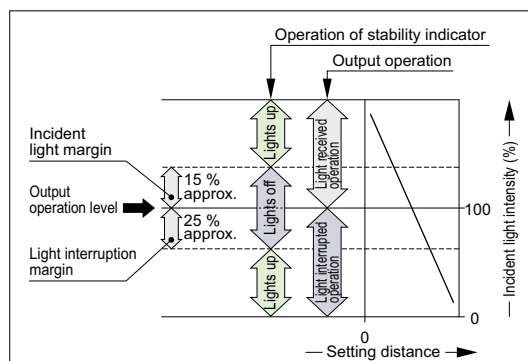 Operation of stability indicator
Output operation
Incident
light margin
Output
operation level
Light interruption
margin
15 %
approx.
25 %
approx.
Lights up
Lights off
Lights up
Light received
operation
Light interrupted
operation
100
0
0
Setting distance
Incident light intensity (%)